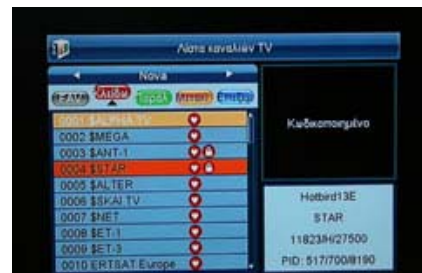 Λίστα καναλιών TV
Nova
0001 $ALPHA TV
0002 $MEGA
0003 $ANT-1
0004 $STAR
0005 $ALTER
0006 $SKAI TV
0007 $NET
0008 $ET-1
0009 $ET-3
0010 ERTSAT Europe
Κωδικοποιημένο
Hotbird13E
STAR
11823/H/27500
PID: 517/700/8190